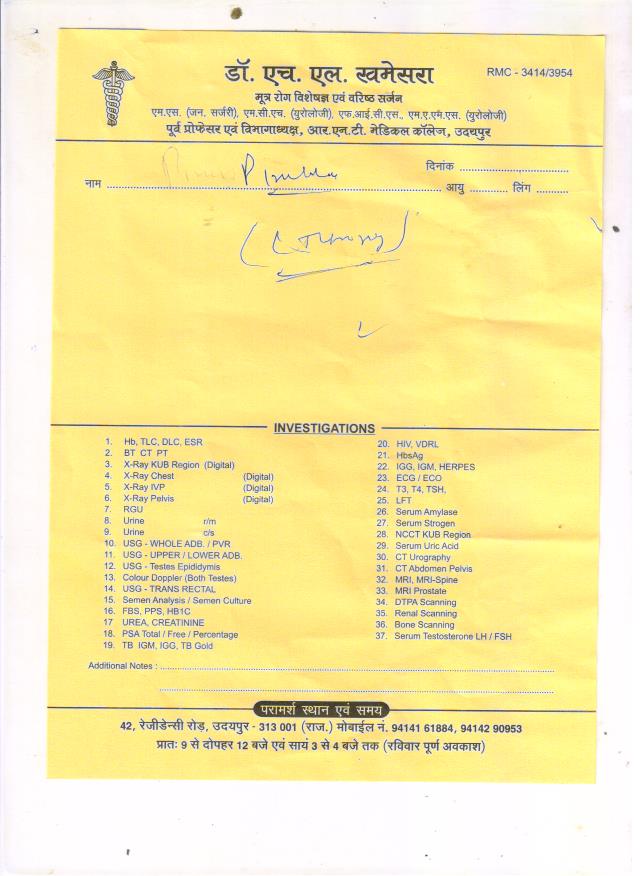 डॉ. एच. एल. खमेसरा
RMC - 3414/3954
मूत्र रोग विशेषज्ञ एवं वरिष्ठ सर्जन
एम.एस. (जन. सर्जरी), एम.सी.एच. (युरोलोजी), एफ.आई.सी.एस., एम.ए.एम.एस. (युरोलोजी)
पूर्व प्रोफेसर एवं विभागाध्यक्ष, आर.एन.टी. मेडिकल कॉलेज, उदयपुर
दिनांक
नाम आयु लिंग
INVESTIGATIONS
1. Hb, TLC, DLC, ESR
2. BT CT PT
3. X-Ray KUB Region (Digital)
4. X-Ray Chest (Digital)
5. X-Ray IVP (Digital)
6. X-Ray Pelvis (Digital)
7. RGU
8. Urine r/m
9. Urine c/s
10. USG - WHOLE ADB. / PVR
11. USG - UPPER / LOWER ADB.
12. USG - Testes Epididymis
13. Colour Doppler (Both Testes)
14. USG - TRANS RECTAL
15. Semen Analysis / Semen Culture
16. FBS, PPS, HB1C
17 UREA, CREATININE
18. PSA Total / Free / Percentage
19. TB IGM, IGG, TB Gold
20. HIV, VDRL
21. HbsAg
22. IGG, IGM, HERPES
23. ECG / ECO
24. T3, T4, TSH,
25. LFT
26. Serum Amylase
27. Serum Strogen
28. NCCT KUB Region
29. Serum Uric Acid
30. CT Urography
31. CT Abdomen Pelvis
32. MRI, MRI-Spine
33. MRI Prostate
34. DTPA Scanning
35. Renal Scanning
36. Bone Scanning
37. Serum Testosterone LH / FSH
Additional Notes :
परामर्श स्थान एवं समय
42, रेजीडेन्सी रोड़, उदयपुर - 313 001 (राज.) मोबाईल नं. 94141 61884, 94142 90953
प्रातः 9 से दोपहर 12 बजे एवं सायं 3 से 4 बजे तक (रविवार पूर्ण अवकाश)